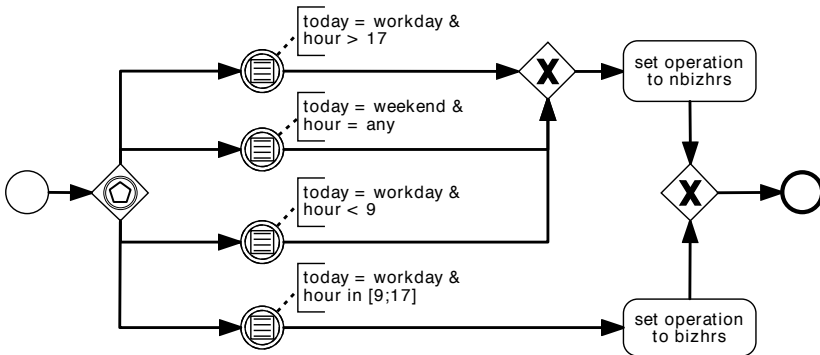 today = workday &
hour > 17
set operation
to nbizhrs
today = weekend &
hour = any
today = workday &
hour < 9
today = workday &
hour in [9;17]
set operation
to bizhrs